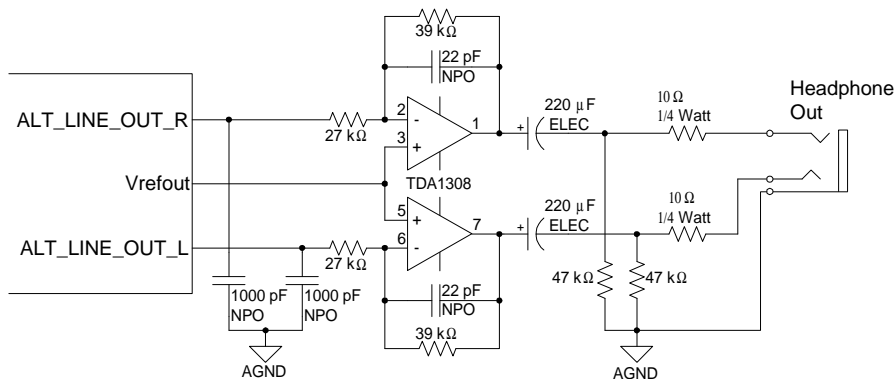 39 kΩ
22 pF
NPO
ALT_LINE_OUT_R
27 kΩ
2
-
3
+
1
+
220 μF
ELEC
10 Ω
1/4 Watt
Headphone
Out
Vrefout
TDA1308
ALT_LINE_OUT_L
27 kΩ
5
+
6
-
7
+
220 μF
ELEC
10 Ω
1/4 Watt
1000 pF
NPO
1000 pF
NPO
22 pF
NPO
39 kΩ
47 kΩ
47 kΩ
AGND
AGND